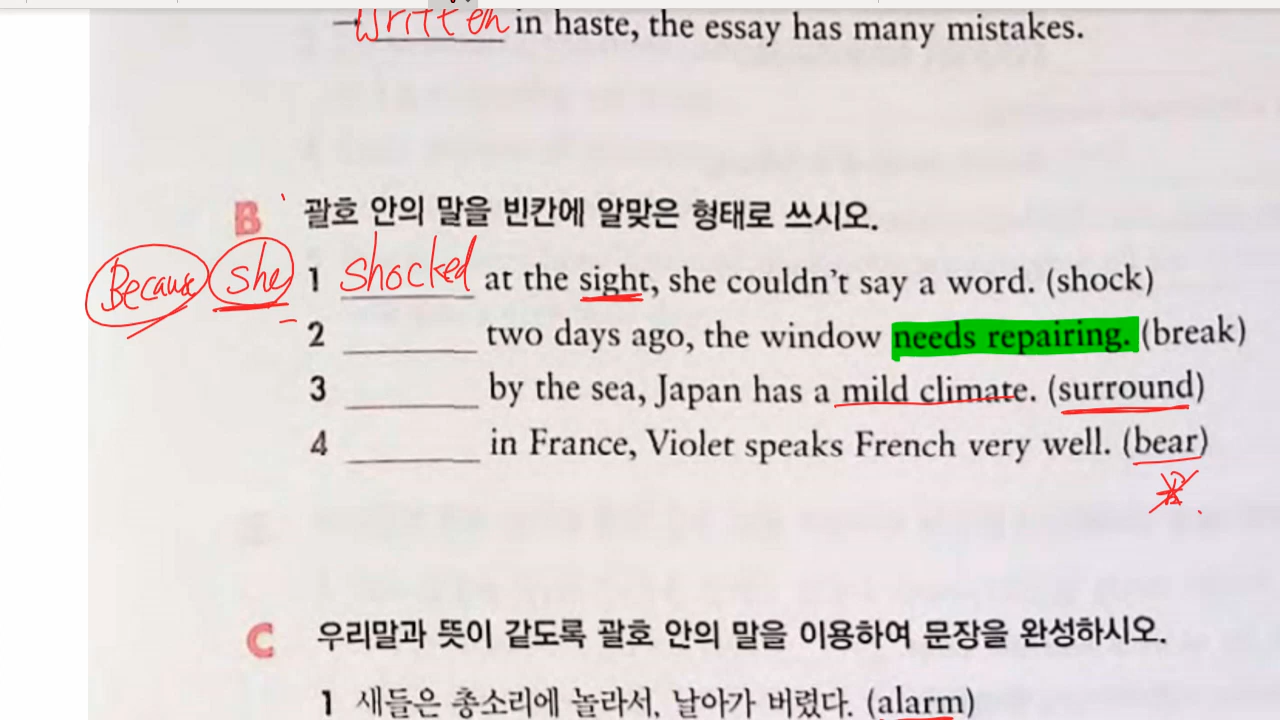 → written in haste, the essay has many mistakes.
B 괄호 안의 말을 빈칸에 알맞은 형태로 쓰시오.
Because she 1 shocked at the sight, she couldn't say a word. (shock)
2 ______ two days ago, the window needs repairing. (break)
3 ______ by the sea, Japan has a mild climate. (surround)
4 ______ in France, Violet speaks French very well. (bear)
C 우리말과 뜻이 같도록 괄호 안의 말을 이용하여 문장을 완성하시오.
1 새들은 총소리에 놀라서, 날아가 버렸다. (alarm)